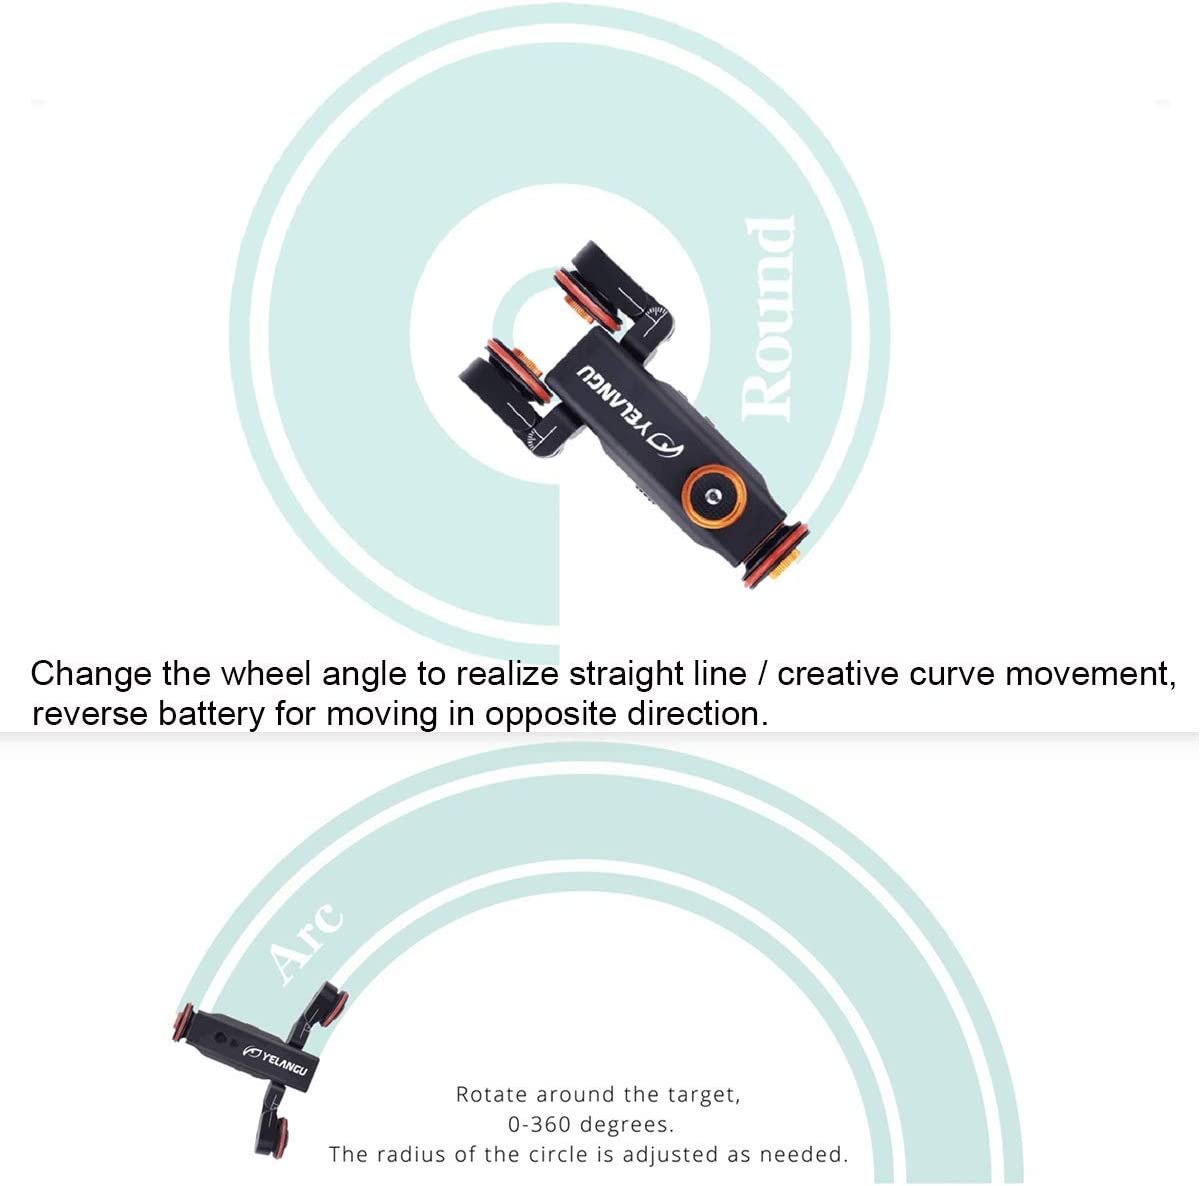 Round
YELANGU
Change the wheel angle to realize straight line / creative curve movement,
reverse battery for moving in opposite direction.
Arc
YELANGU
Rotate around the target,
0-360 degrees.
The radius of the circle is adjusted as needed.